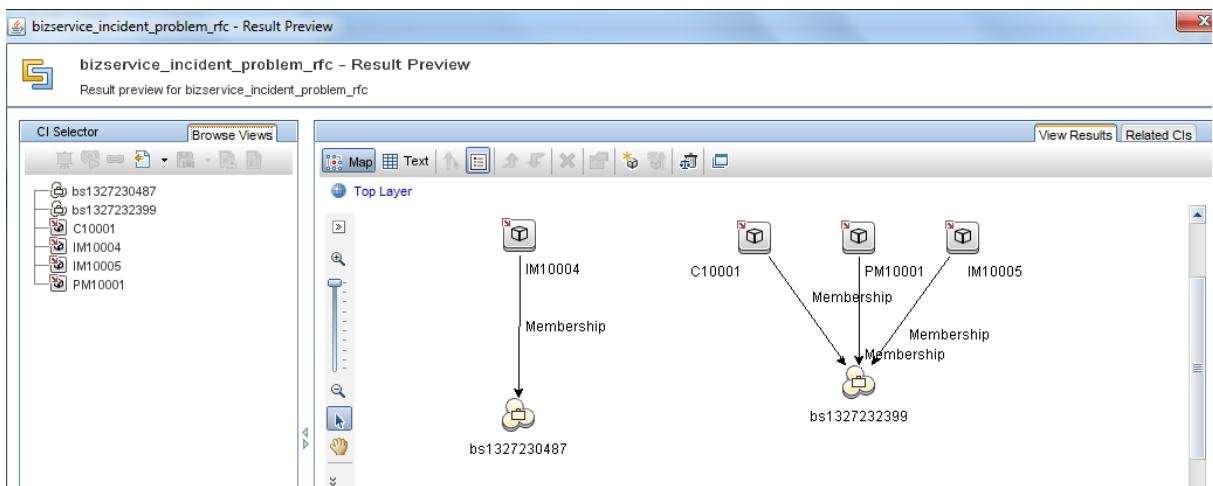 bizservice_incident_problem_rfc - Result Preview
bizservice_incident_problem_rfc - Result Preview
Result preview for bizservice_incident_problem_rfc
CI Selector
Browse Views
View Results
Related CIs
Map
Text
Top Layer
bs1327230487
bs1327232399
C10001
IM10004
IM10005
PM10001
IM10004
C10001
PM10001
IM10005
Membership
Membership
Membership
Membership
bs1327232399
bs1327230487